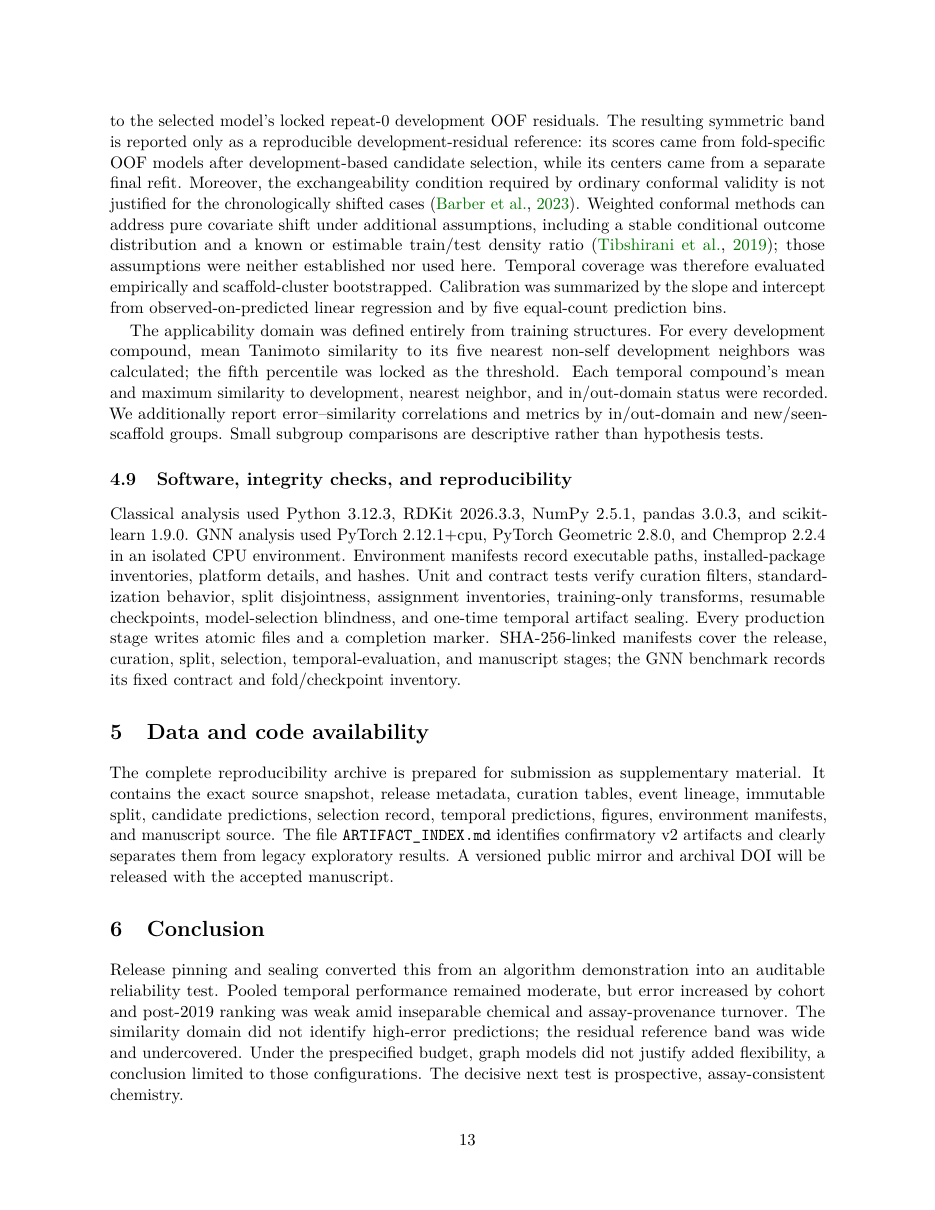 to the selected model's locked repeat-0 development OOF residuals. The resulting symmetric band
is reported only as a reproducible development-residual reference: its scores came from fold-specific
OOF models after development-based candidate selection, while its centers came from a separate
final refit. Moreover, the exchangeability condition required by ordinary conformal validity is not
justified for the chronologically shifted cases (Barber et al., 2023). Weighted conformal methods can
address pure covariate shift under additional assumptions, including a stable conditional outcome
distribution and a known or estimable train/test density ratio (Tibshirani et al., 2019); those
assumptions were neither established nor used here. Temporal coverage was therefore evaluated
empirically and scaffold-cluster bootstrapped. Calibration was summarized by the slope and intercept
from observed-on-predicted linear regression and by five equal-count prediction bins.
The applicability domain was defined entirely from training structures. For every development
compound, mean Tanimoto similarity to its five nearest non-self development neighbors was
calculated; the fifth percentile was locked as the threshold. Each temporal compound's mean
and maximum similarity to development, nearest neighbor, and in/out-domain status were recorded.
We additionally report error–similarity correlations and metrics by in/out-domain and new/seen-
scaffold groups. Small subgroup comparisons are descriptive rather than hypothesis tests.
4.9 Software, integrity checks, and reproducibility
Classical analysis used Python 3.12.3, RDKit 2026.3.3, NumPy 2.5.1, pandas 3.0.3, and scikit-
learn 1.9.0. GNN analysis used PyTorch 2.12.1+cpu, PyTorch Geometric 2.8.0, and Chemprop 2.2.4
in an isolated CPU environment. Environment manifests record executable paths, installed-package
inventories, platform details, and hashes. Unit and contract tests verify curation filters, standard-
ization behavior, split disjointness, assignment inventories, training-only transforms, resumable
checkpoints, model-selection blindness, and one-time temporal artifact sealing. Every production
stage writes atomic files and a completion marker. SHA-256-linked manifests cover the release,
curation, split, selection, temporal-evaluation, and manuscript stages; the GNN benchmark records
its fixed contract and fold/checkpoint inventory.
5 Data and code availability
The complete reproducibility archive is prepared for submission as supplementary material. It
contains the exact source snapshot, release metadata, curation tables, event lineage, immutable
split, candidate predictions, selection record, temporal predictions, figures, environment manifests,
and manuscript source. The file ARTIFACT_INDEX.md identifies confirmatory v2 artifacts and clearly
separates them from legacy exploratory results. A versioned public mirror and archival DOI will be
released with the accepted manuscript.
6 Conclusion
Release pinning and sealing converted this from an algorithm demonstration into an auditable
reliability test. Pooled temporal performance remained moderate, but error increased by cohort
and post-2019 ranking was weak amid inseparable chemical and assay-provenance turnover. The
similarity domain did not identify high-error predictions; the residual reference band was wide
and undercovered. Under the prespecified budget, graph models did not justify added flexibility, a
conclusion limited to those configurations. The decisive next test is prospective, assay-consistent
chemistry.
13